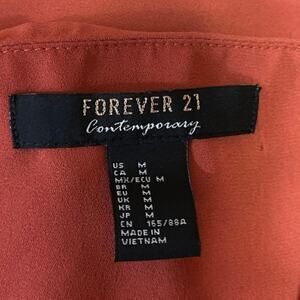 FOREVER 21
Contemporary
US M
CA M
MX/ECU M
BR M
EU M
UK M
KR M
JP M
CN 165/88A
MADE IN
VIETNAM